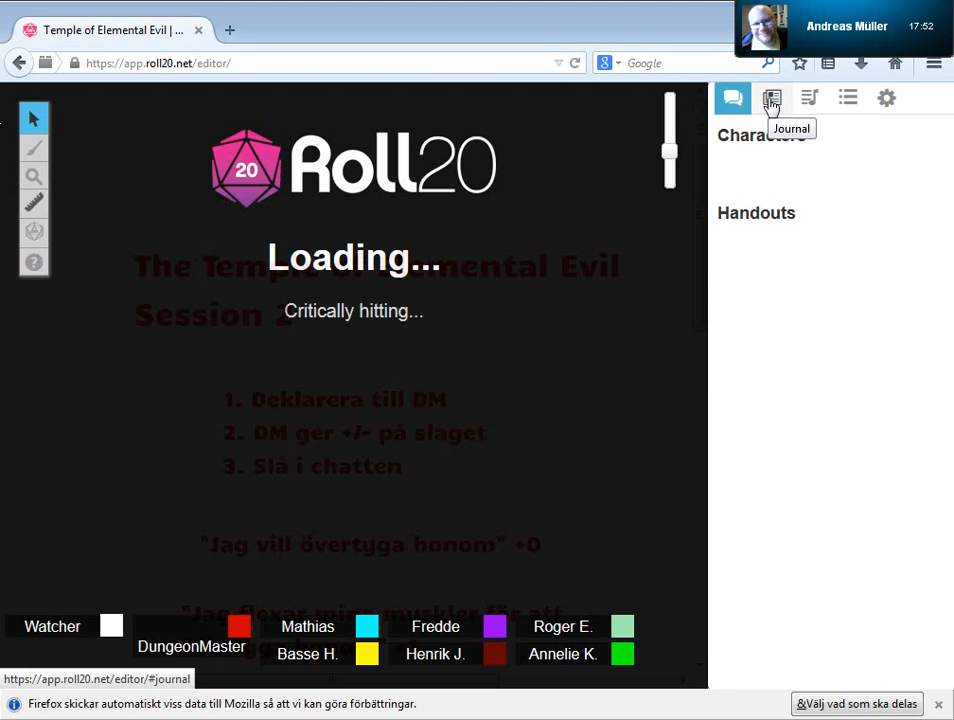 Temple of Elemental Evil | ...
Andreas Müller 17:52
https://app.roll20.net/editor/
Google
Journal
Characters
Handouts
20
Roll20
Loading...
Critically hitting...
The Temple of Elemental Evil
Session 2
1. Deklarera till DM
2. DM ger +/- på slaget
3. Slå i chatten
"Jag vill övertyga honom" +0
"Jag flexar mina muskler för att
Watcher
DungeonMaster
Mathias
Fredde
Roger E.
Basse H.
Henrik J.
Annelie K.
https://app.roll20.net/editor/#journal
Firefox skickar automatiskt viss data till Mozilla så att vi kan göra förbättringar.
&Välj vad som ska delas